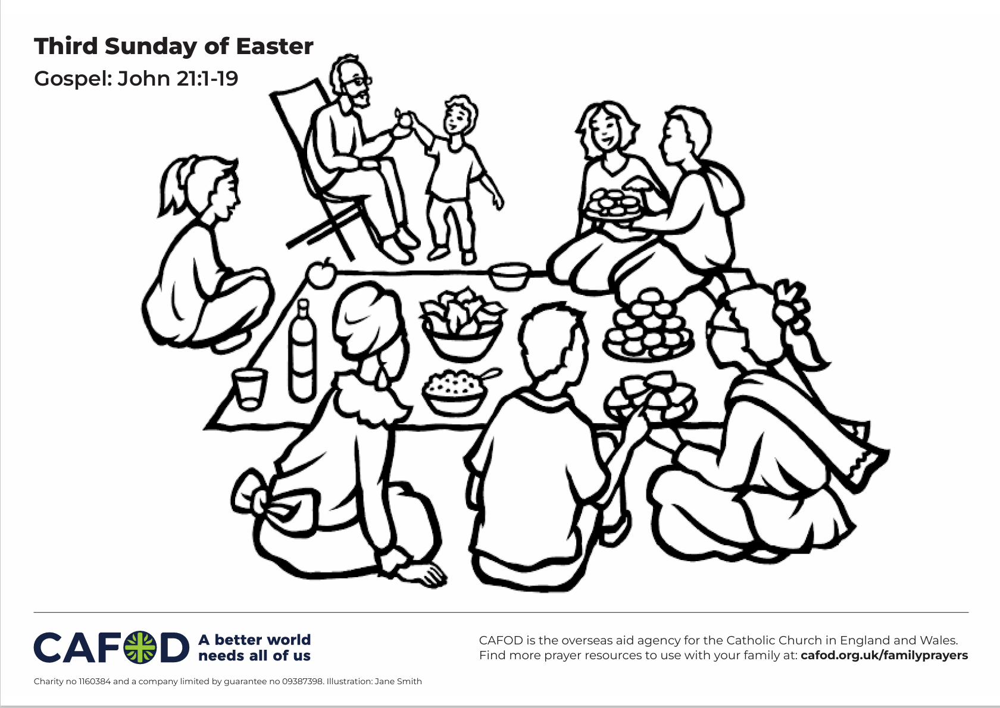 Third Sunday of Easter
Gospel: John 21:1-19
CAFOD
A better world
needs all of us
CAFOD is the overseas aid agency for the Catholic Church in England and Wales.
Find more prayer resources to use with your family at: cafod.org.uk/familyprayers
Charity no 1160384 and a company limited by guarantee no 09387398. Illustration: Jane Smith